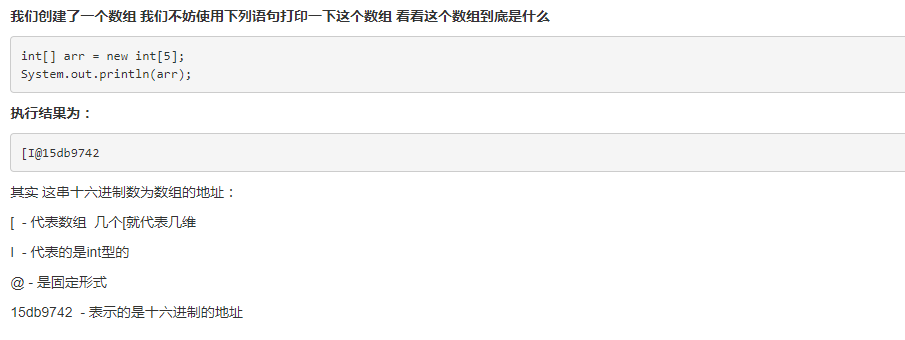 我们创建了一个数组 我们不妨使用下列语句打印一下这个数组 看看这个数组到底是什么
int[] arr = new int[5];
System.out.println(arr);
执行结果为：
[I@15db9742
其实 这串十六进制数为数组的地址：
[  - 代表数组  几个[就代表几维
I  - 代表的是int型的
@ - 是固定形式
15db9742  - 表示的是十六进制的地址